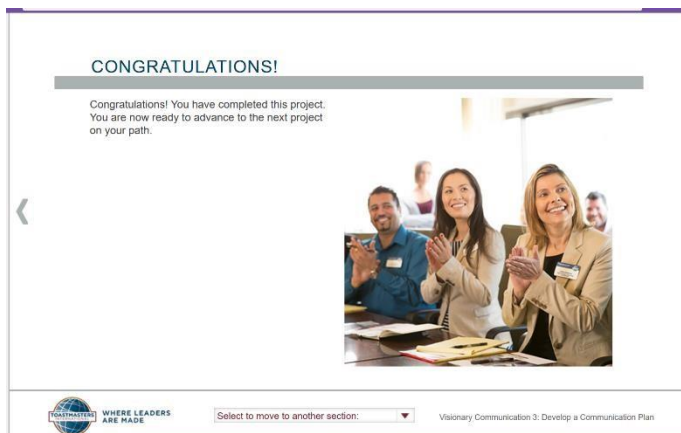 CONGRATULATIONS!
Congratulations! You have completed this project.
You are now ready to advance to the next project
on your path.
TOASTMASTERS
WHERE LEADERS
ARE MADE
Select to move to another section:
Visionary Communication 3: Develop a Communication Plan